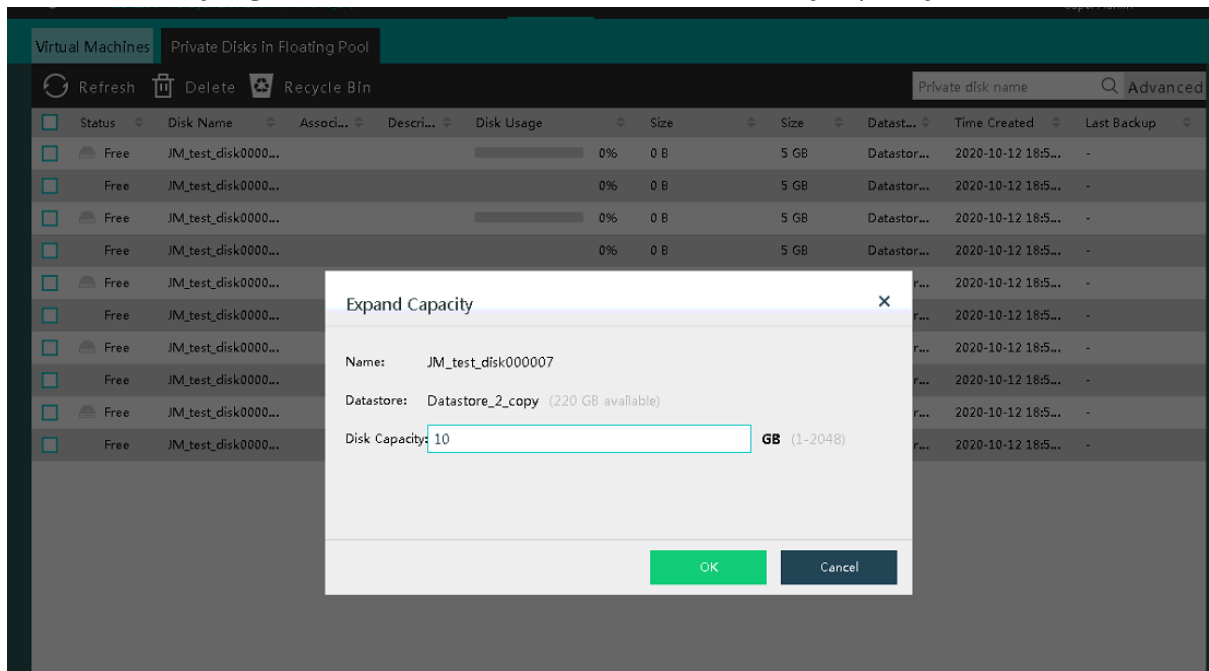 Virtual Machines Private Disks in Floating Pool
Refresh Delete Recycle Bin Private disk name Advanced
Status Disk Name Associ... Descri... Disk Usage Size Size Datast... Time Created Last Backup
Free JM_test_disk0000... 0% 0 B 5 GB Datastor... 2020-10-12 18:5... -
Free JM_test_disk0000... 0% 0 B 5 GB Datastor... 2020-10-12 18:5... -
Free JM_test_disk0000... 0% 0 B 5 GB Datastor... 2020-10-12 18:5... -
Free JM_test_disk0000... 0% 0 B 5 GB Datastor... 2020-10-12 18:5... -
Free JM_test_disk0000... r... 2020-10-12 18:5... -
Free JM_test_disk0000... r... 2020-10-12 18:5... -
Free JM_test_disk0000... r... 2020-10-12 18:5... -
Free JM_test_disk0000... r... 2020-10-12 18:5... -
Free JM_test_disk0000... r... 2020-10-12 18:5... -
Free JM_test_disk0000... r... 2020-10-12 18:5... -
Expand Capacity ×
Name: JM_test_disk000007
Datastore: Datastore_2_copy (220 GB available)
Disk Capacity: 10 GB (1-2048)
OK Cancel